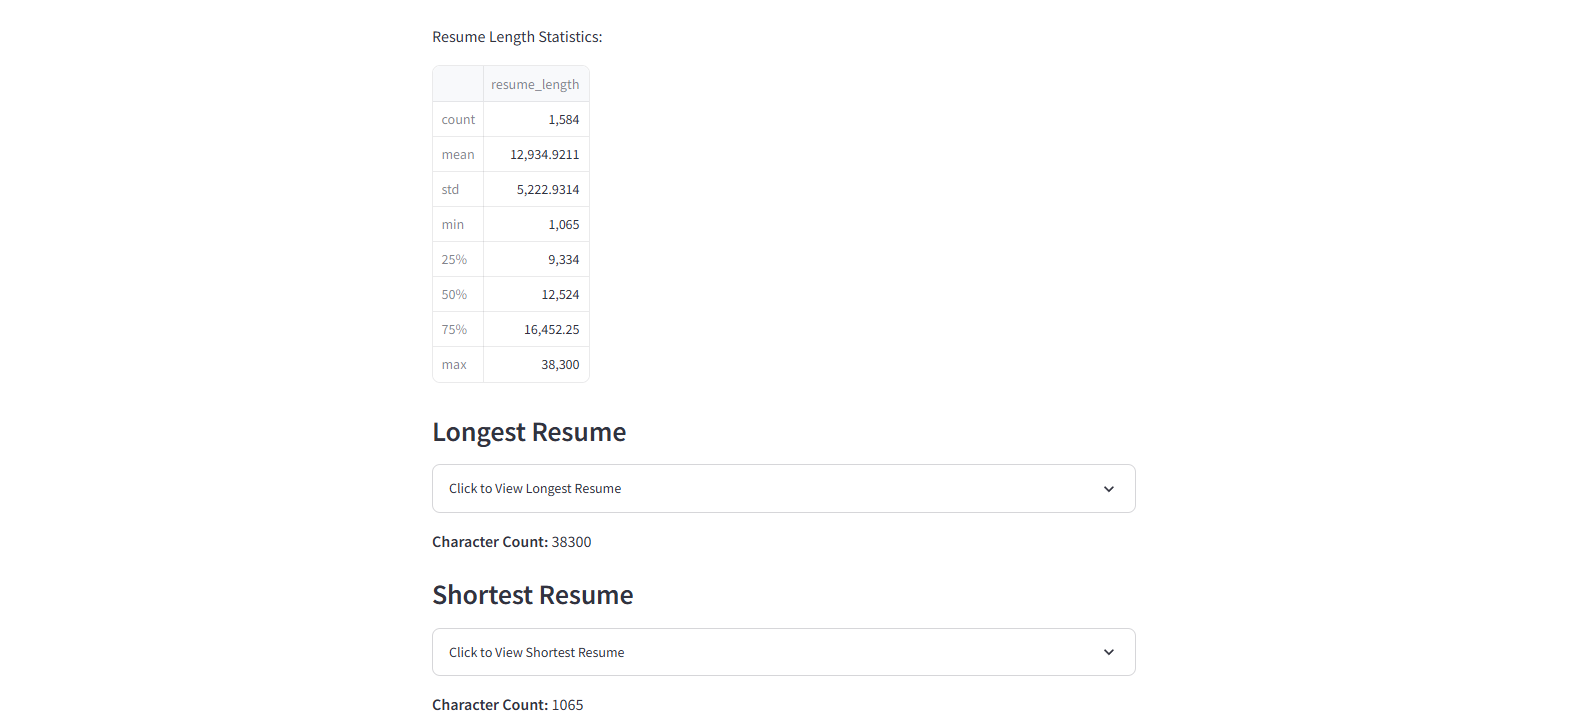 Resume Length Statistics:
resume_length
count 1,584
mean 12,934.9211
std 5,222.9314
min 1,065
25% 9,334
50% 12,524
75% 16,452.25
max 38,300
Longest Resume
Click to View Longest Resume
Character Count: 38300
Shortest Resume
Click to View Shortest Resume
Character Count: 1065